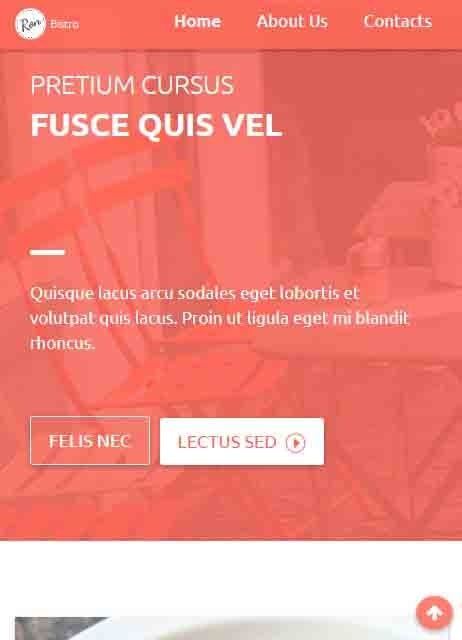 Ron Bistro
Home About Us Contacts
PRETIUM CURSUS
FUSCE QUIS VEL
Quisque lacus arcu sodales eget lobortis et
volutpat quis lacus. Proin ut ligula eget mi blandit
rhoncus.
FELIS NEC
LECTUS SED